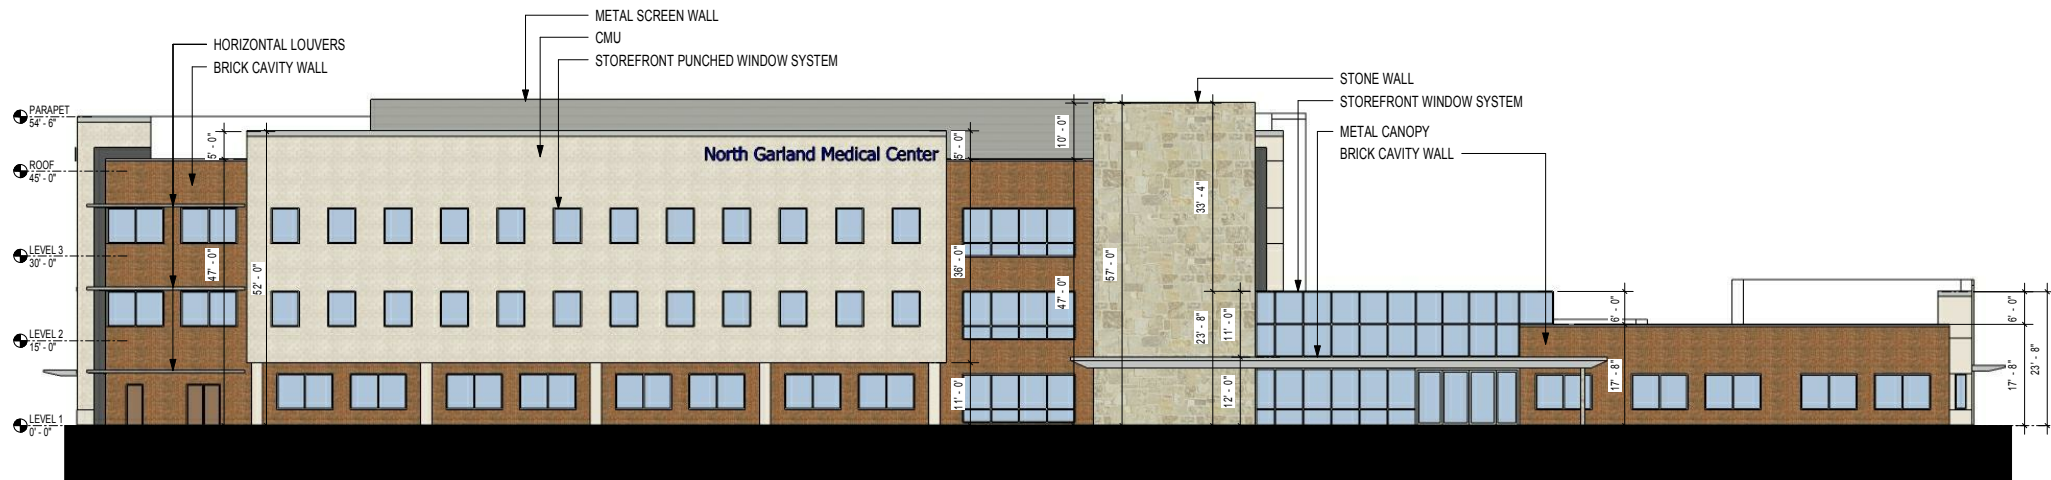 METAL SCREEN WALL
CMU
STOREFRONT PUNCHED WINDOW SYSTEM
HORIZONTAL LOUVERS
BRICK CAVITY WALL
STONE WALL
STOREFRONT WINDOW SYSTEM
METAL CANOPY
BRICK CAVITY WALL
PARAPET
54' - 6"
ROOF
45' - 0"
LEVEL 3
30' - 0"
LEVEL 2
15' - 0"
LEVEL 1
0' - 0"
North Garland Medical Center
5' - 0"
47' - 0"
52' - 0"
5' - 0"
36' - 0"
11' - 0"
10' - 0"
47' - 0"
57' - 0"
33' - 4"
23' - 8"
11' - 0"
12' - 0"
6' - 0"
17' - 8"
6' - 0"
17' - 8"
23' - 8"